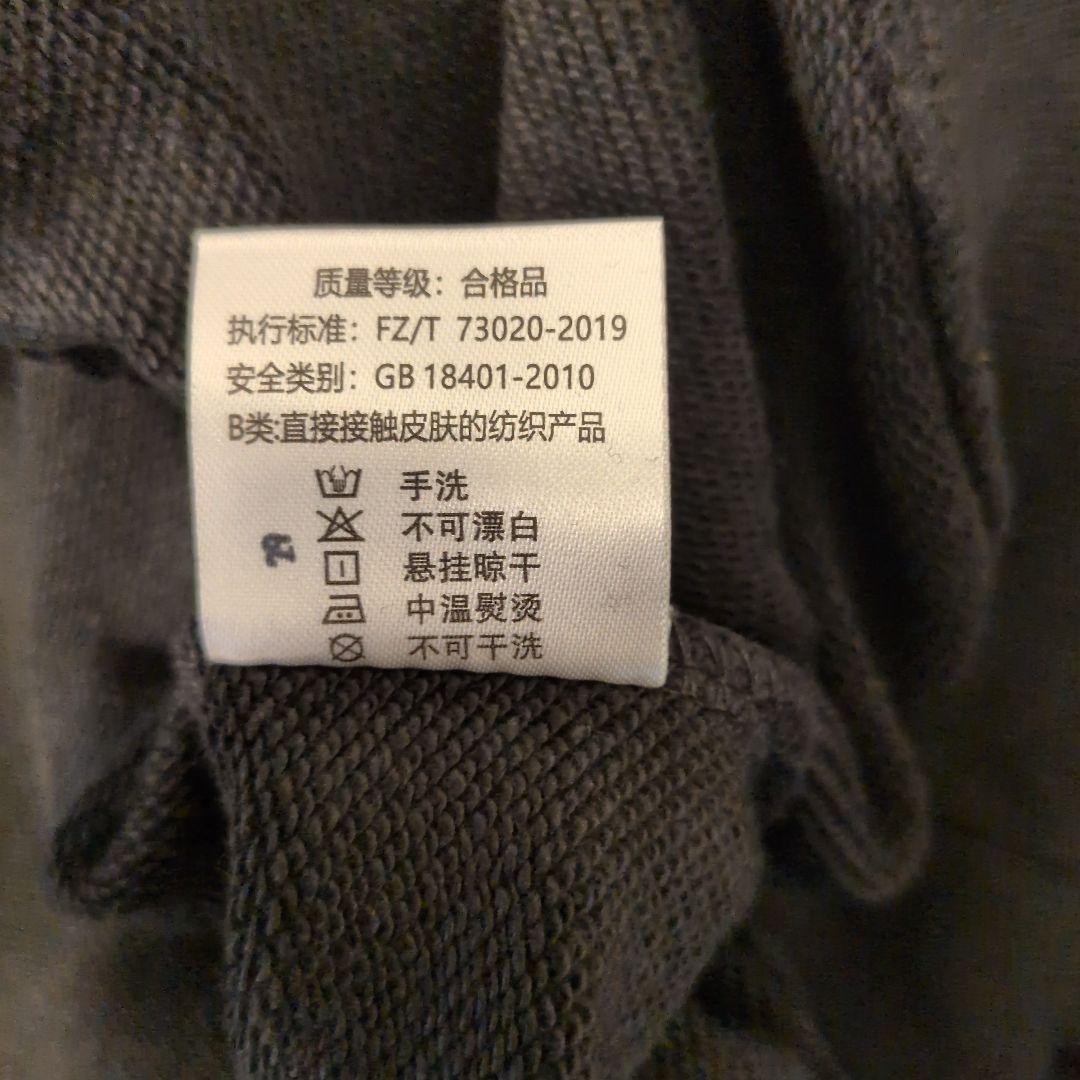 质量等级：合格品
执行标准：FZ/T 73020-2019
安全类别：GB 18401-2010
B类:直接接触皮肤的纺织产品
手洗
不可漂白
29
悬挂晾干
中温熨烫
不可干洗